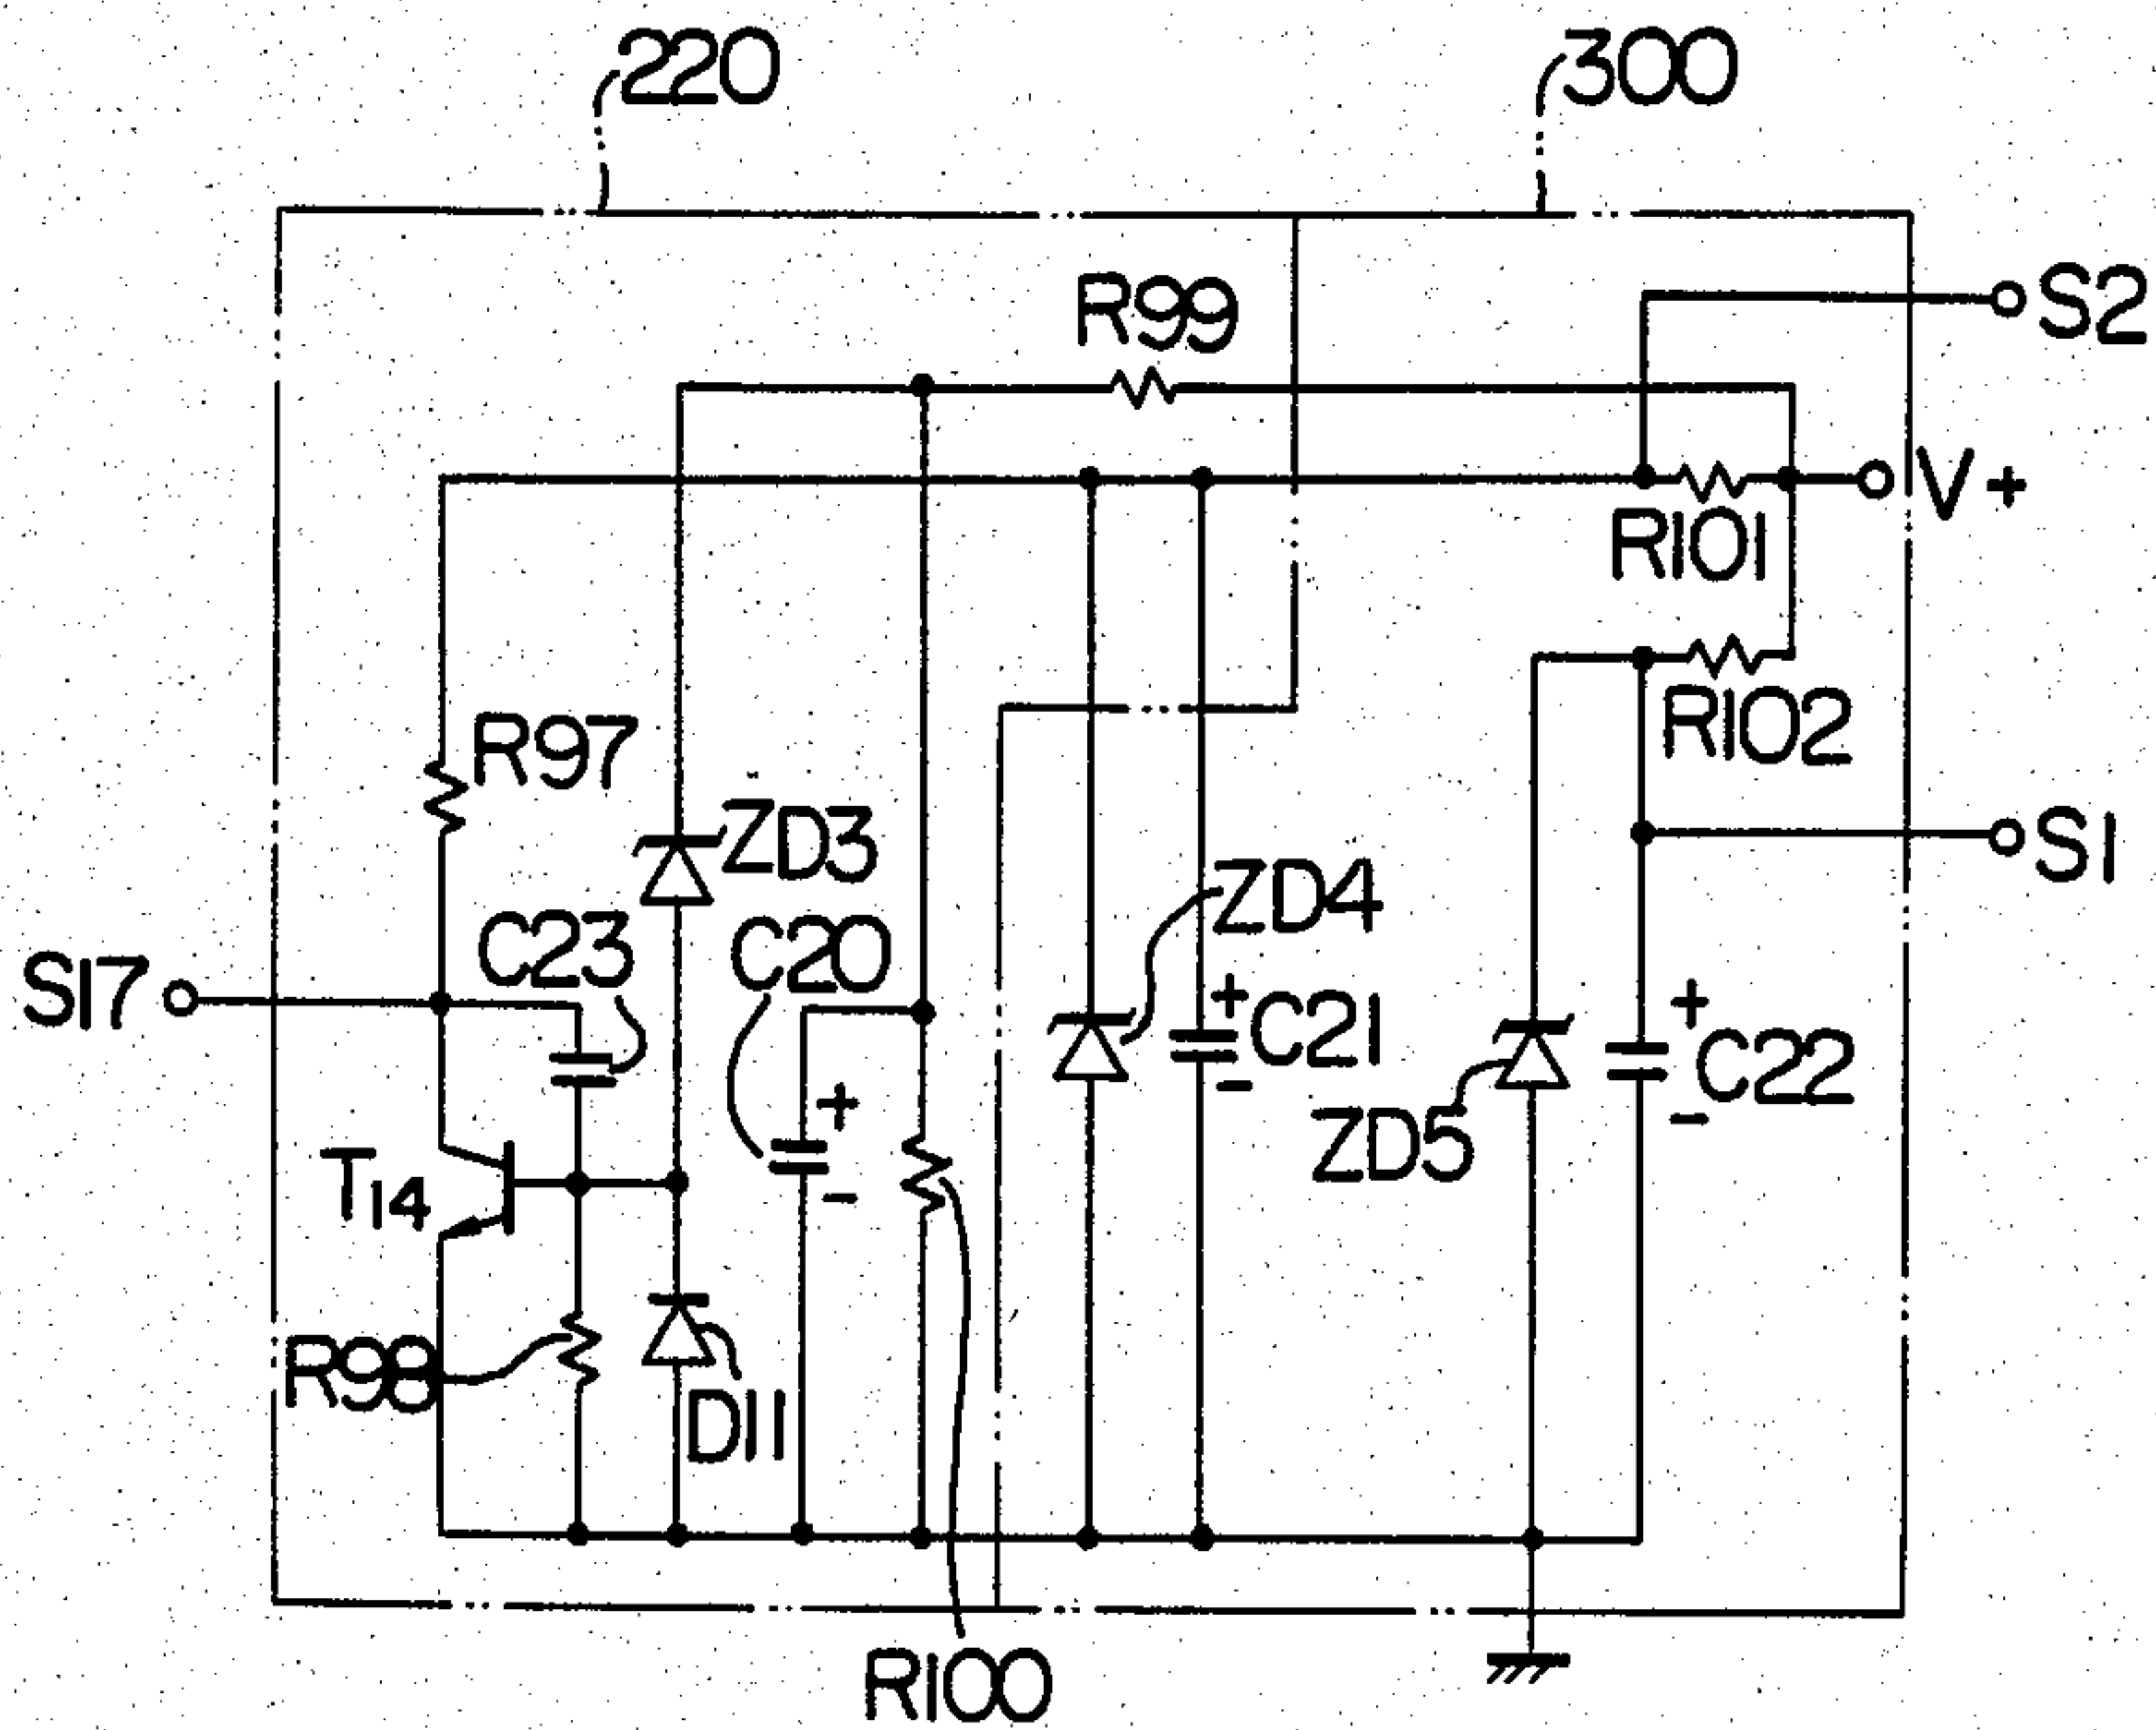 220
300
S2
R99
V+
R101
R102
R97
ZD3
S1
ZD4
C23
C20
S17
+
C21
-
+
C22
-
ZD5
+
-
T14
R98
D11
R100